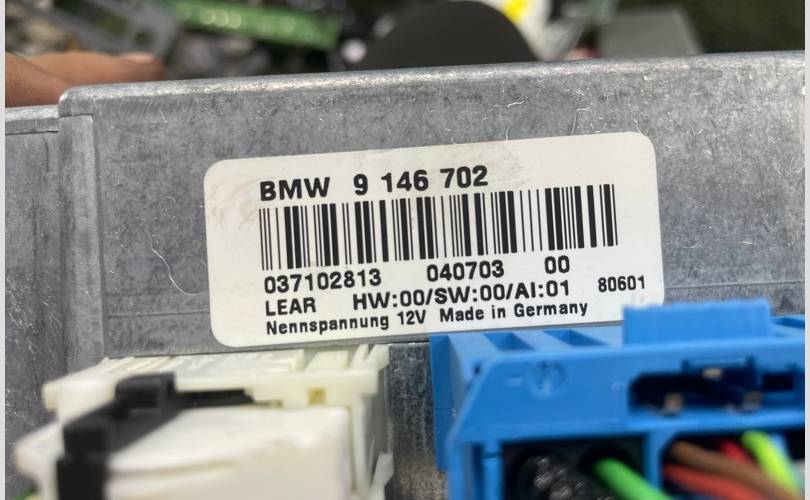 BMW 9 146 702
037102813 040703 00
LEAR HW:00/SW:00/AI:01 80601
Nennspannung 12V Made in Germany